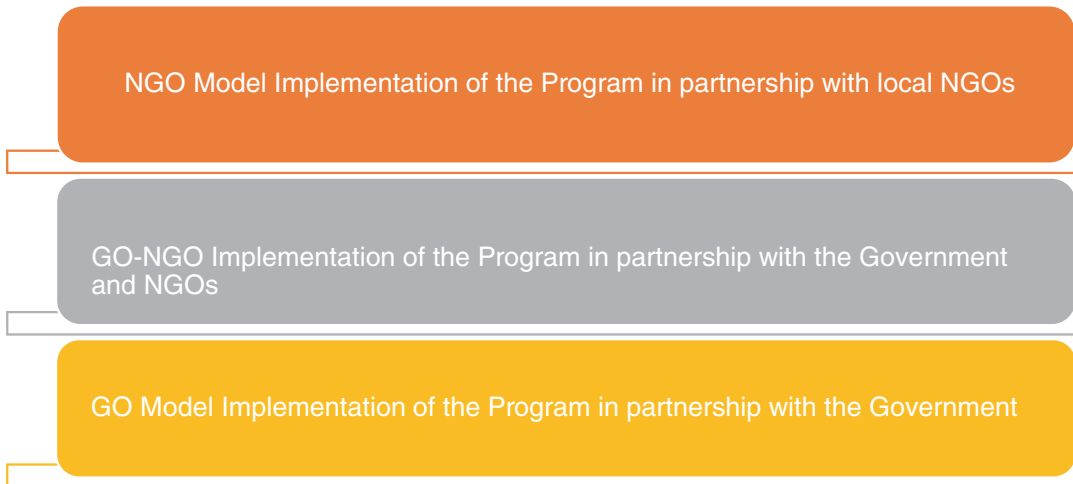 NGO Model Implementation of the Program in partnership with local NGOs
GO-NGO Implementation of the Program in partnership with the Government
and NGOs
GO Model Implementation of the Program in partnership with the Government